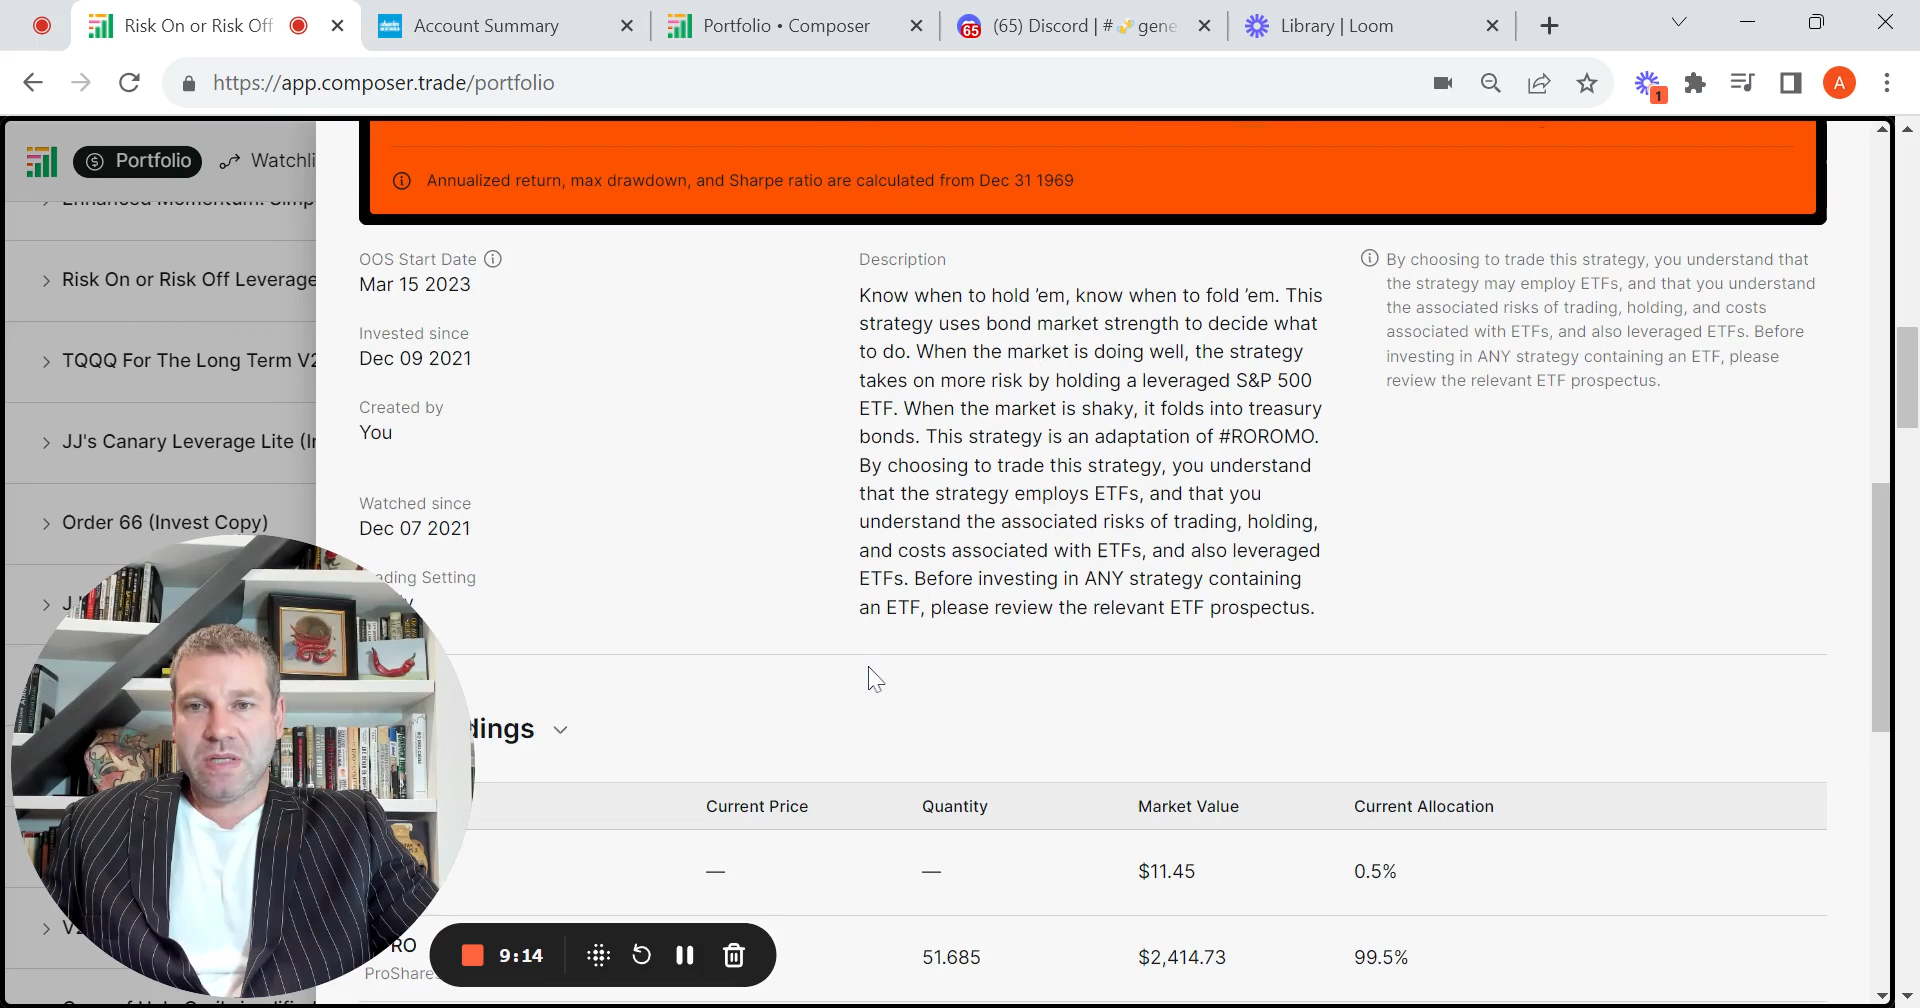 Risk On or Risk Off
Account Summary
Portfolio • Composer
(65) Discord | # gene
Library | Loom
https://app.composer.trade/portfolio
1
A
Portfolio
Watchli
Enhanced Momentum: Simp
Risk On or Risk Off Leverage
TQQQ For The Long Term V2
JJ's Canary Leverage Lite (I
Order 66 (Invest Copy)
Annualized return, max drawdown, and Sharpe ratio are calculated from Dec 31 1969
OOS Start Date
Mar 15 2023
Invested since
Dec 09 2021
Created by
You
Watched since
Dec 07 2021
ading Setting
Description
Know when to hold 'em, know when to fold 'em. This
strategy uses bond market strength to decide what
to do. When the market is doing well, the strategy
takes on more risk by holding a leveraged S&P 500
ETF. When the market is shaky, it folds into treasury
bonds. This strategy is an adaptation of #ROROMO.
By choosing to trade this strategy, you understand
that the strategy employs ETFs, and that you
understand the associated risks of trading, holding,
and costs associated with ETFs, and also leveraged
ETFs. Before investing in ANY strategy containing
an ETF, please review the relevant ETF prospectus.
By choosing to trade this strategy, you understand that
the strategy may employ ETFs, and that you understand
the associated risks of trading, holding, and costs
associated with ETFs, and also leveraged ETFs. Before
investing in ANY strategy containing an ETF, please
review the relevant ETF prospectus.
dings
Current Price Quantity Market Value Current Allocation
— — $11.45 0.5%
RO
ProShare
51.685 $2,414.73 99.5%
9:14